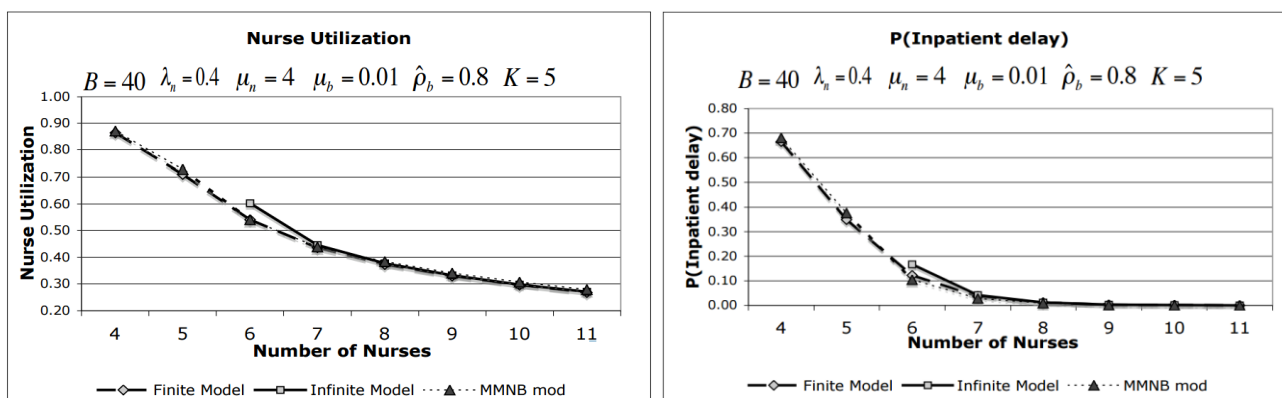 Nurse Utilization
B = 40 λₙ = 0.4 μₙ = 4 μ_b = 0.01 ρ̂_b = 0.8 K = 5
1.00
0.90
0.80
0.70
0.60
0.50
0.40
0.30
0.20
Nurse Utilization
4 5 6 7 8 9 10 11
Number of Nurses
Finite Model Infinite Model MMNB mod
P(Inpatient delay)
B = 40 λₙ = 0.4 μₙ = 4 μ_b = 0.01 ρ̂_b = 0.8 K = 5
0.80
0.70
0.60
0.50
0.40
0.30
0.20
0.10
0.00
P(Inpatient delay)
4 5 6 7 8 9 10 11
Number of Nurses
Finite Model Infinite Model MMNB mod